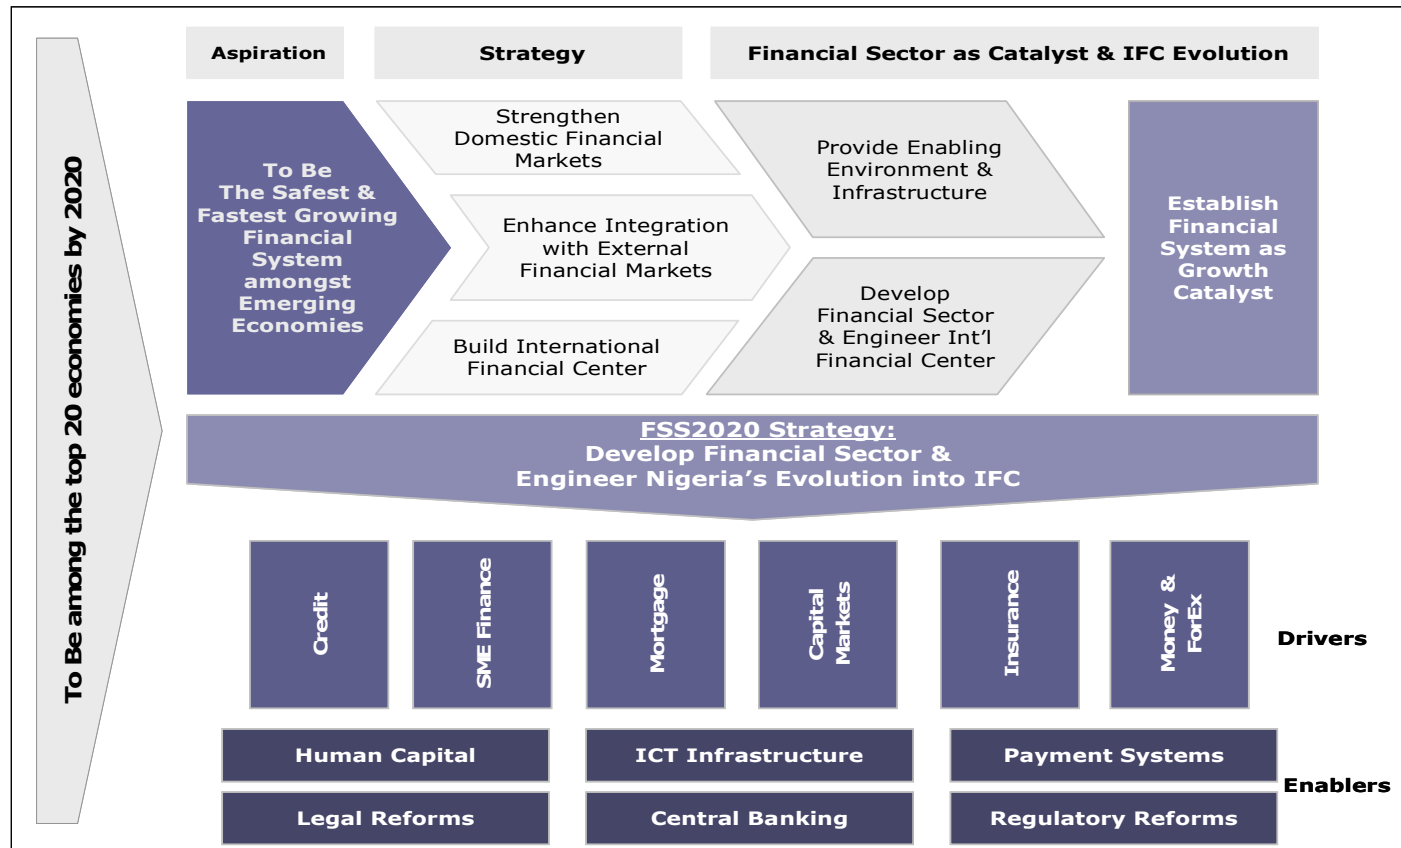 Aspiration
Strategy
Financial Sector as Catalyst & IFC Evolution
To Be among the top 20 economies by 2020
To Be
The Safest &
Fastest Growing
Financial
System
amongst
Emerging
Economies
Strengthen
Domestic Financial
Markets
Enhance Integration
with External
Financial Markets
Build International
Financial Center
Provide Enabling
Environment &
Infrastructure
Develop
Financial Sector
& Engineer Int’l
Financial Center
Establish
Financial
System as
Growth
Catalyst
FSS2020 Strategy:
Develop Financial Sector &
Engineer Nigeria’s Evolution into IFC
Credit
SME Finance
Mortgage
Capital
Markets
Insurance
Money &
ForEx
Drivers
Human Capital
ICT Infrastructure
Payment Systems
Enablers
Legal Reforms
Central Banking
Regulatory Reforms